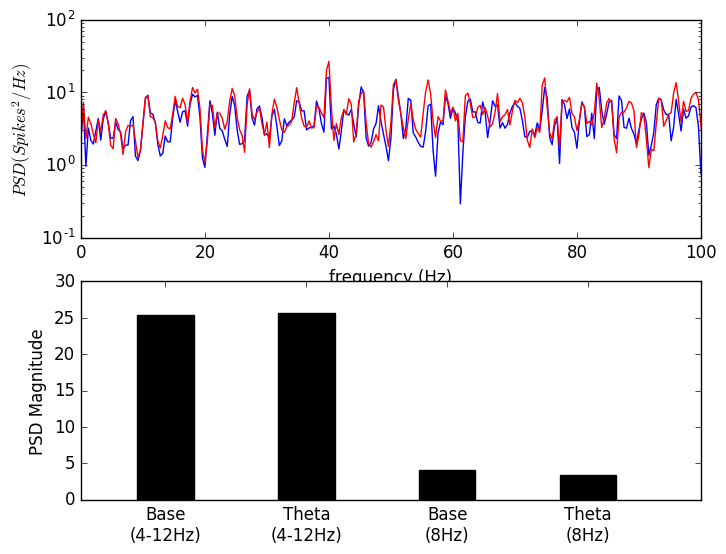 10^2
10^1
10^0
10^-1
PSD(Spikes^2/Hz)
0 20 40 60 80 100
frequency (Hz)
30
25
20
15
10
5
0
PSD Magnitude
Base Theta Base Theta
(4-12Hz) (4-12Hz) (8Hz) (8Hz)